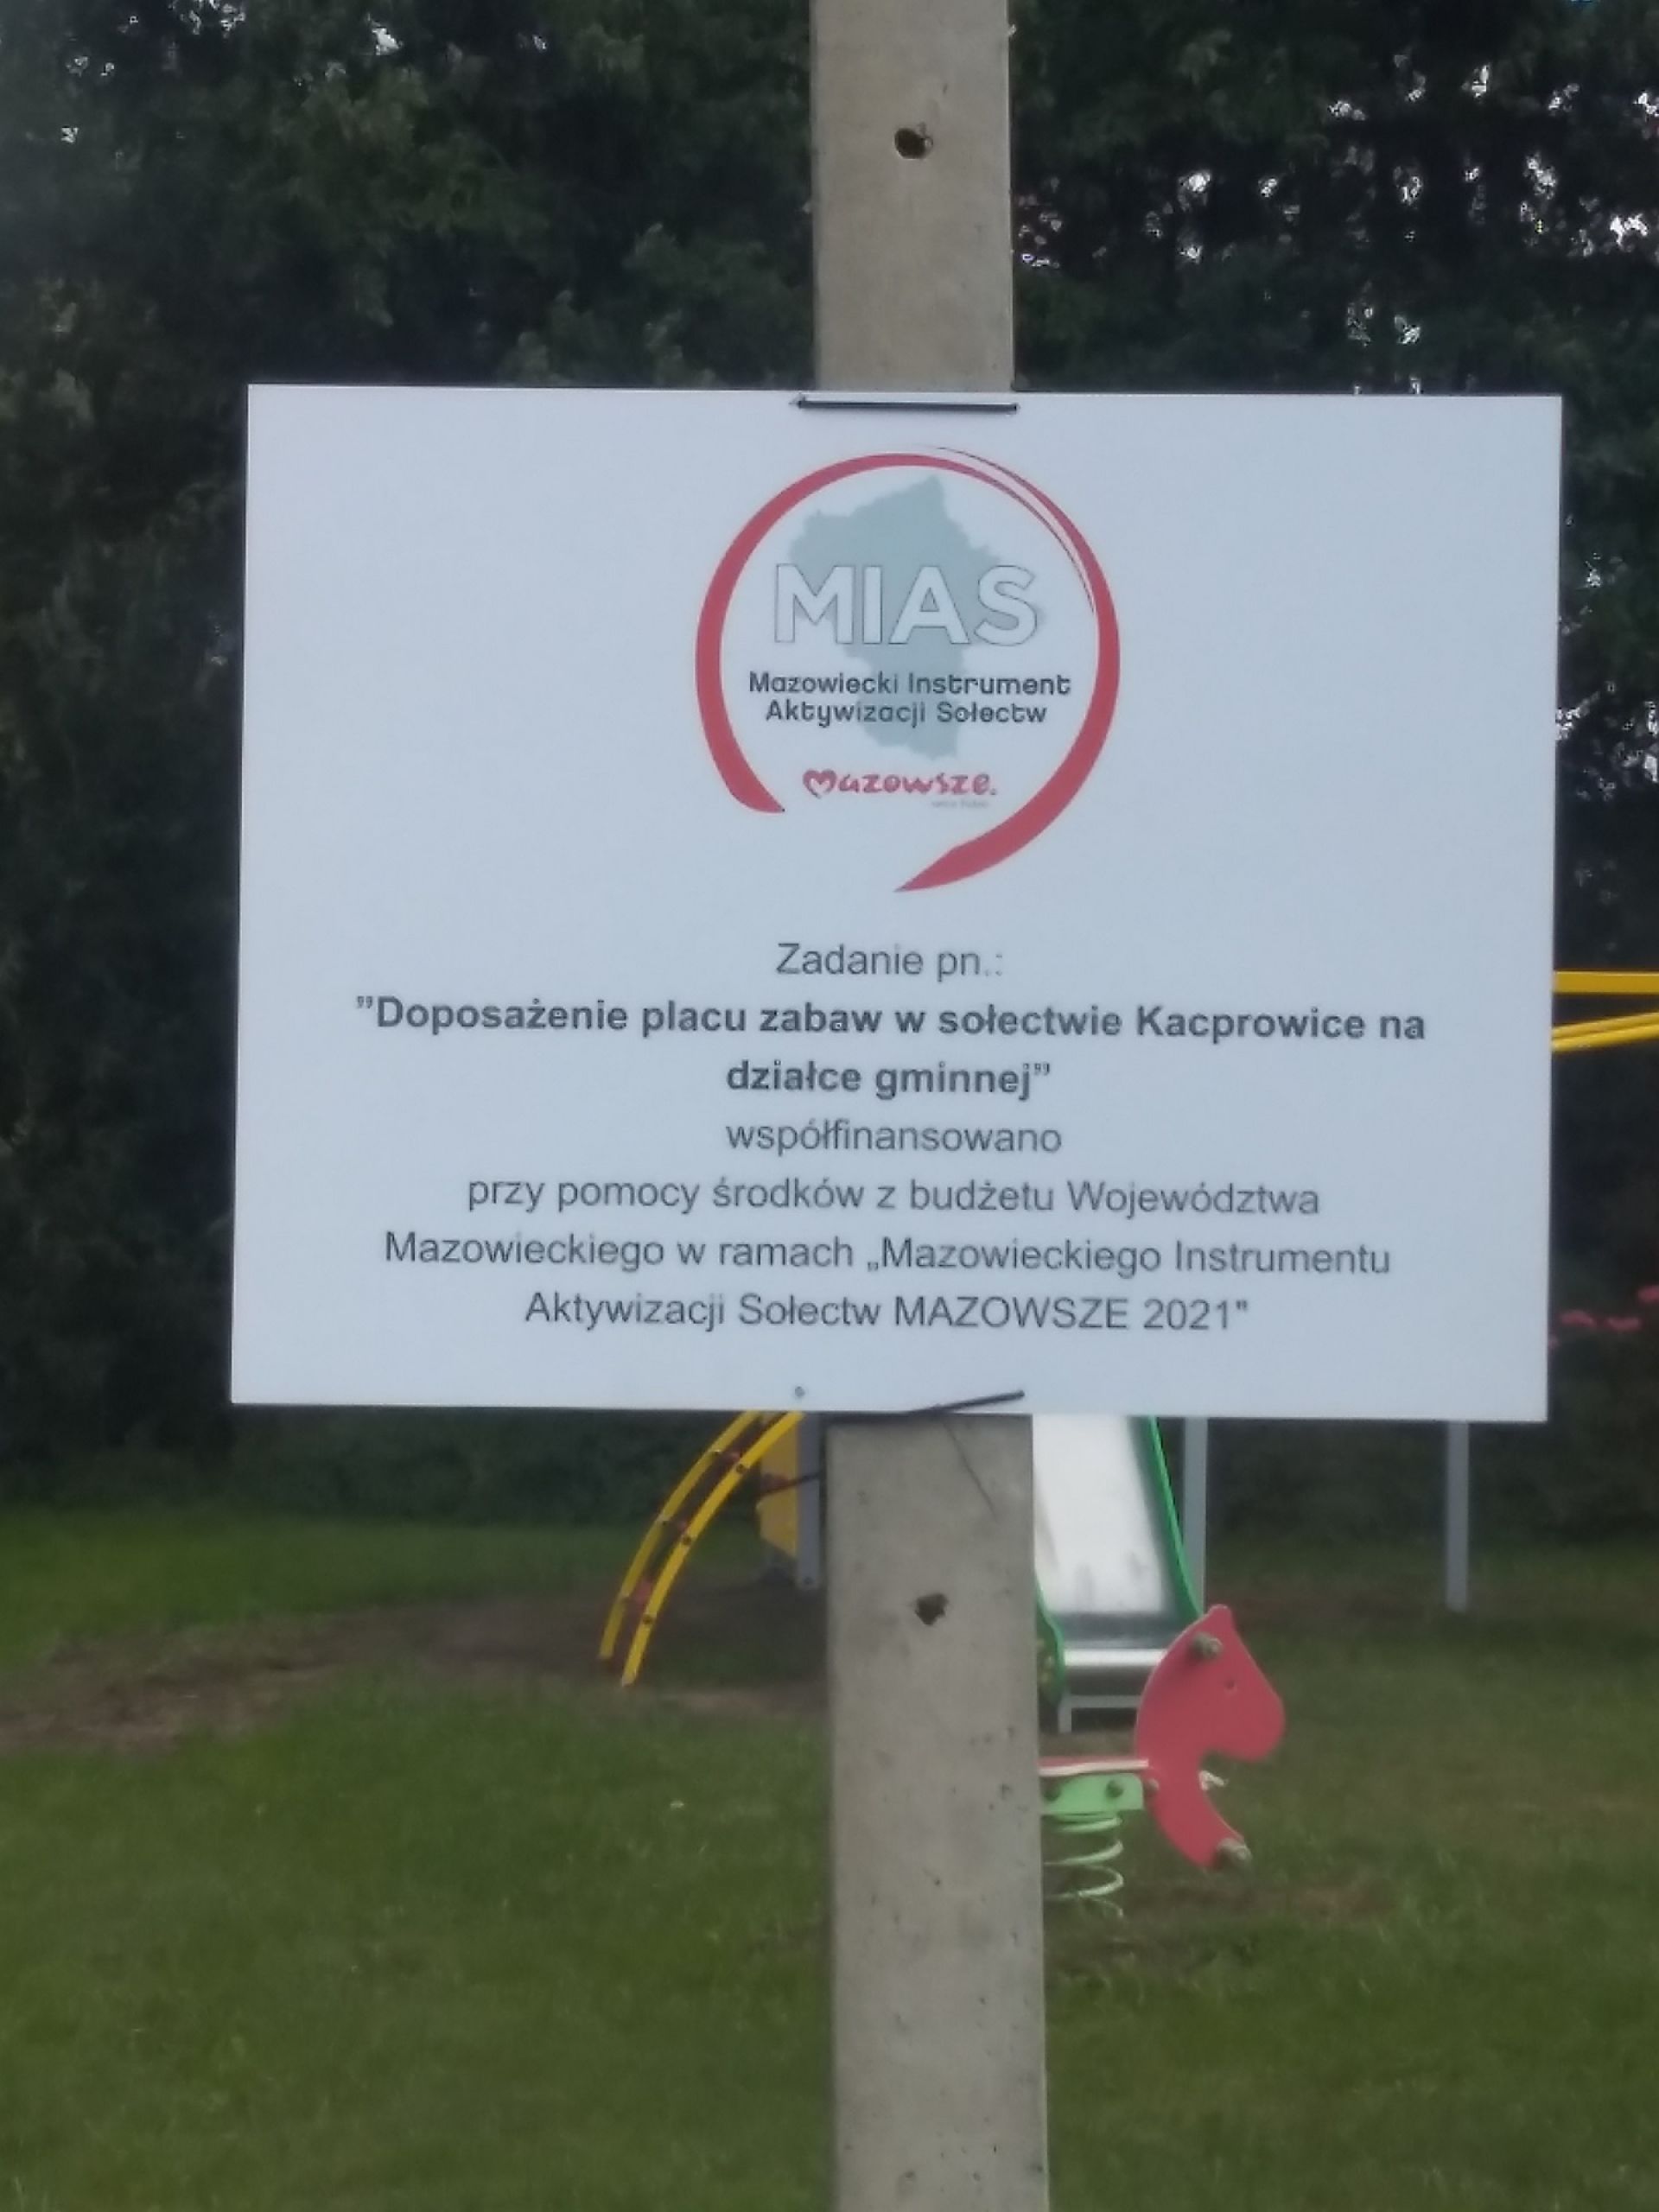 MIAS
Mazowiecki Instrument
Aktywizacji Sołectw
Mazowsze.
Zadanie pn.:
”Doposażenie placu zabaw w sołectwie Kacprowice na
działce gminnej”
współfinansowano
przy pomocy środków z budżetu Województwa
Mazowieckiego w ramach „Mazowieckiego Instrumentu
Aktywizacji Sołectw MAZOWSZE 2021"